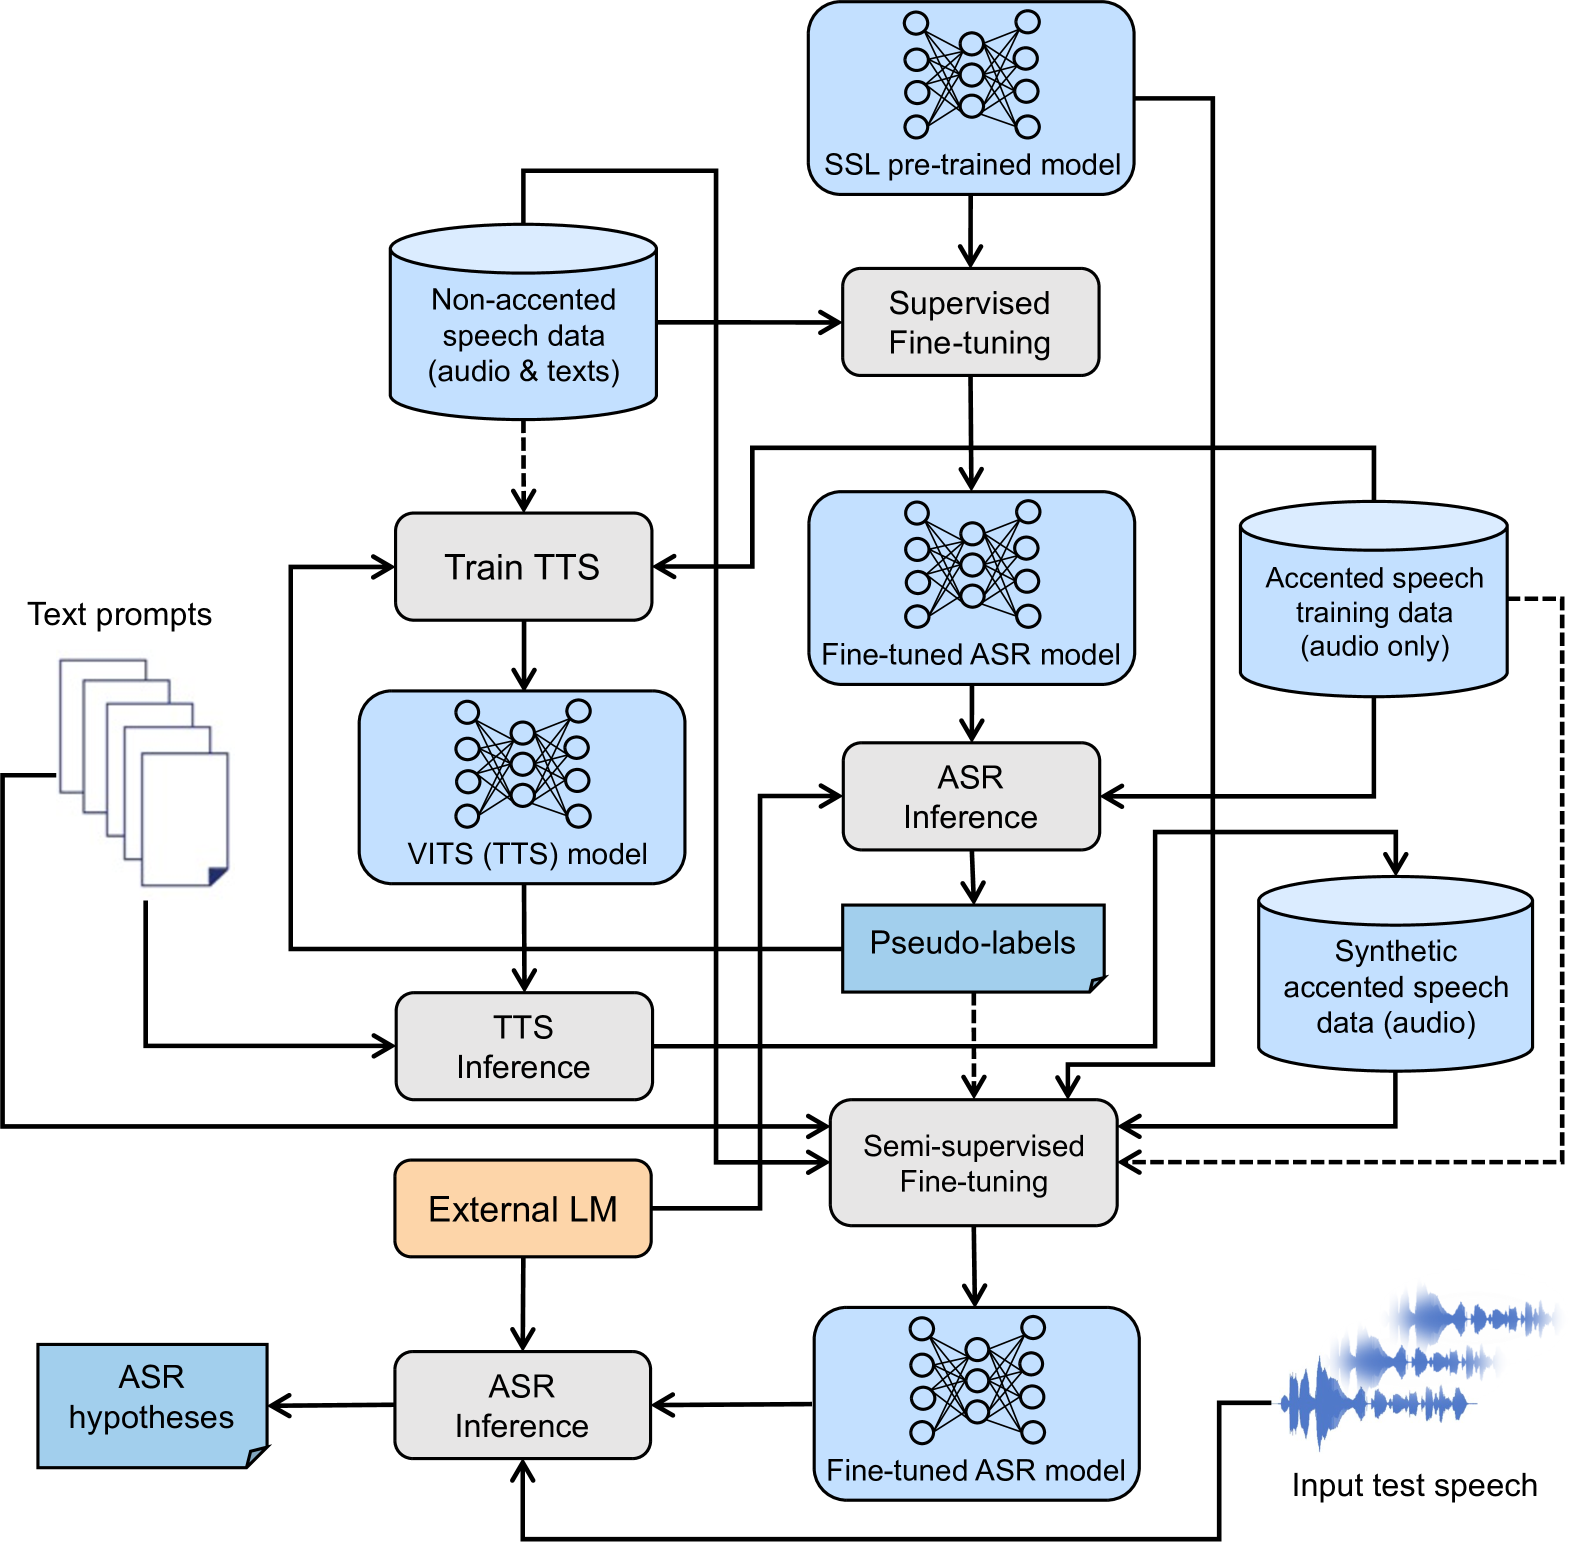 SSL pre-trained model
Non-accented
speech data
(audio & texts)
Supervised
Fine-tuning
Train TTS
Fine-tuned ASR model
Accented speech
training data
(audio only)
Text prompts
VITS (TTS) model
ASR
Inference
Pseudo-labels
Synthetic
accented speech
data (audio)
TTS
Inference
Semi-supervised
Fine-tuning
External LM
ASR
hypotheses
ASR
Inference
Fine-tuned ASR model
Input test speech